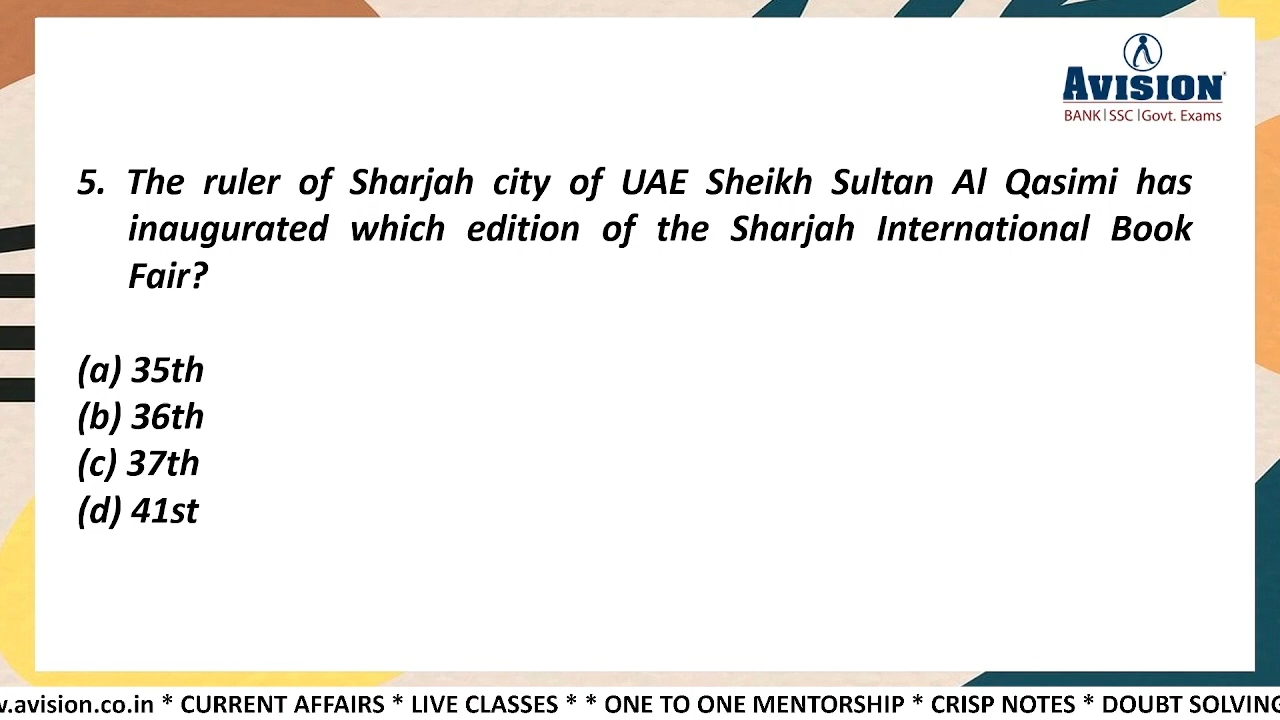 AVISION
BANK|SSC|Govt. Exams
5. The ruler of Sharjah city of UAE Sheikh Sultan Al Qasimi has
inaugurated which edition of the Sharjah International Book
Fair?
(a) 35th
(b) 36th
(c) 37th
(d) 41st
.avision.co.in * CURRENT AFFAIRS * LIVE CLASSES * * ONE TO ONE MENTORSHIP * CRISP NOTES * DOUBT SOLVING